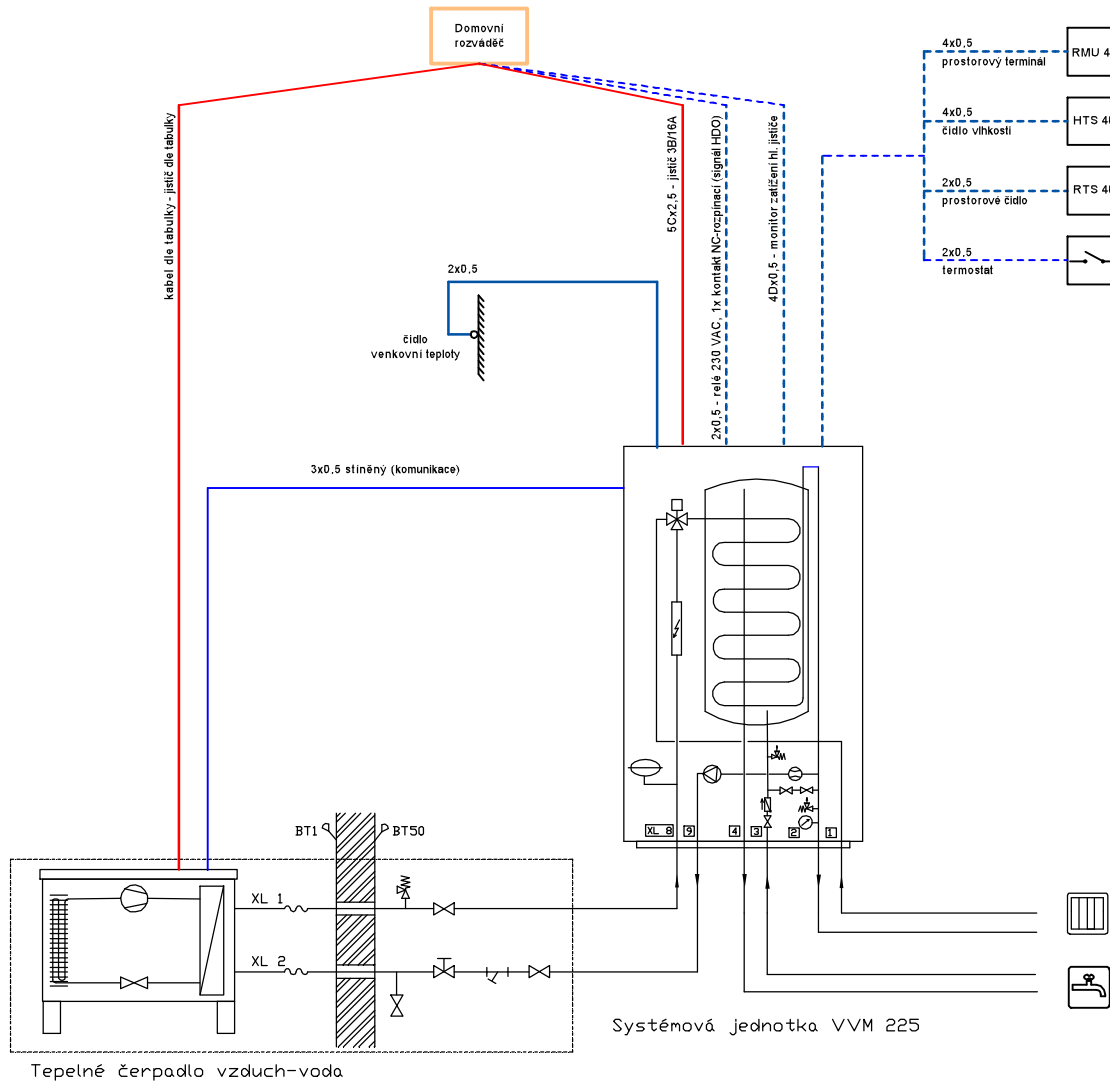 Domovní
rozváděč
4x0,5
prostorový terminál
RMU 4
4x0,5
čidlo vlhkosti
HTS 40
2x0,5
prostorové čidlo
RTS 40
2x0,5
termostat
kabel dle tabulky - jistič dle tabulky
5Cx2,5 - jistič 3B/16A
2x0,5 - relé 230 VAC, 1x kontakt NC-rozpínací (signál HDO)
4Dx0,5 - monitor zatížení hl. jističe
2x0,5
čidlo
venkovní teploty
3x0,5 stíněný (komunikace)
XL 8
9
4
3
2
1
BT1
BT50
XL 1
XL 2
Systémová jednotka VVM 225
Tepelné čerpadlo vzduch-voda